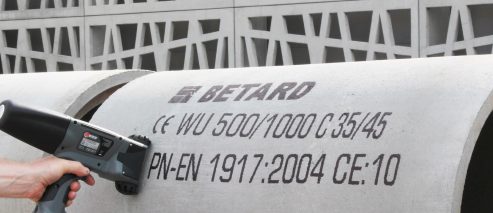 BETARD
CE WU 500/1000 C 35/45
PN-EN 1917:2004 CE:10